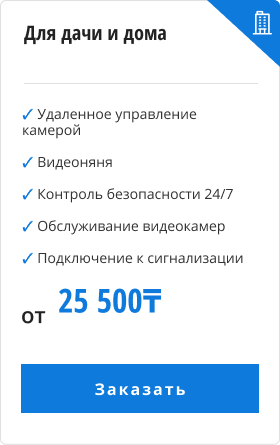 Для дачи и дома
✓ Удаленное управление
камерой
✓ Видеоняня
✓ Контроль безопасности 24/7
✓ Обслуживание видеокамер
✓ Подключение к сигнализации
от 25 500₸
Заказать